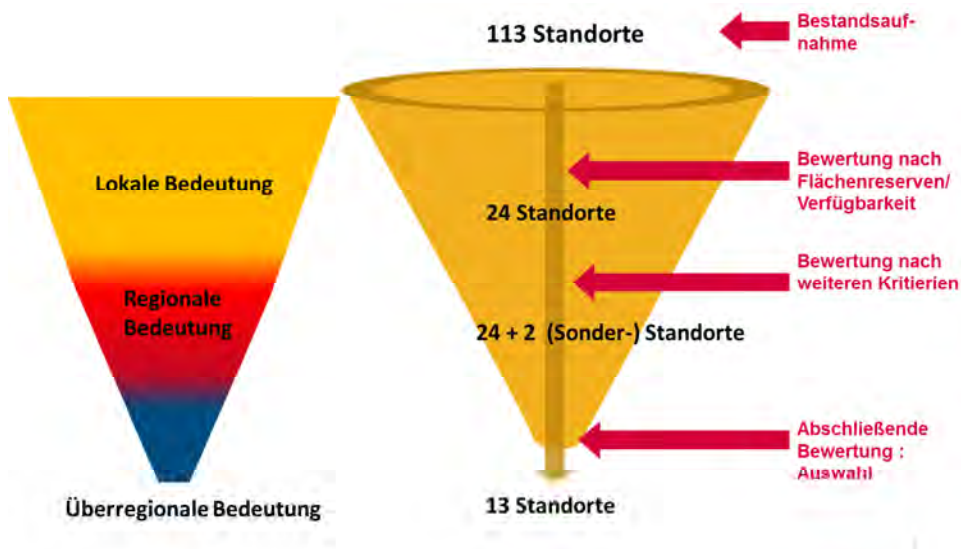 113 Standorte
Bestandsauf-
nahme
Lokale Bedeutung
Bewertung nach
Flächenreserven/
Verfügbarkeit
24 Standorte
Bewertung nach
weiteren Kritierien
Regionale
Bedeutung
24 + 2 (Sonder-) Standorte
Abschließende
Bewertung :
Auswahl
Überregionale Bedeutung
13 Standorte